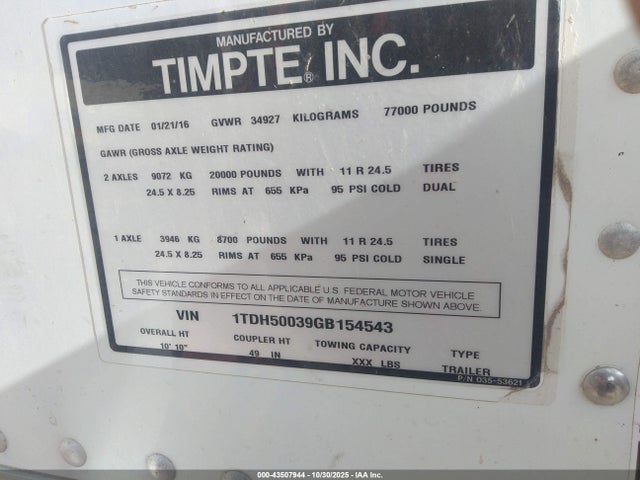 MANUFACTURED BY
TIMPTE® INC.
MFG DATE 01/21/16 GVWR 34927 KILOGRAMS 77000 POUNDS
GAWR (GROSS AXLE WEIGHT RATING)
2 AXLES 9072 KG 20000 POUNDS WITH 11 R 24.5 TIRES
24.5 X 8.25 RIMS AT 655 KPa 95 PSI COLD DUAL
1 AXLE 3946 KG 8700 POUNDS WITH 11 R 24.5 TIRES
24.5 X 8.25 RIMS AT 655 KPa 95 PSI COLD SINGLE
THIS VEHICLE CONFORMS TO ALL APPLICABLE U.S. FEDERAL MOTOR VEHICLE
SAFETY STANDARDS IN EFFECT ON THE DATE OF MANUFACTURE SHOWN ABOVE.
VIN 1TDH50039GB154543
OVERALL HT COUPLER HT TOWING CAPACITY TYPE
10' 10" 49 IN XXX LBS TRAILER
P/N 035-53621
000-43507944 - 10/30/2025 - IAA Inc.